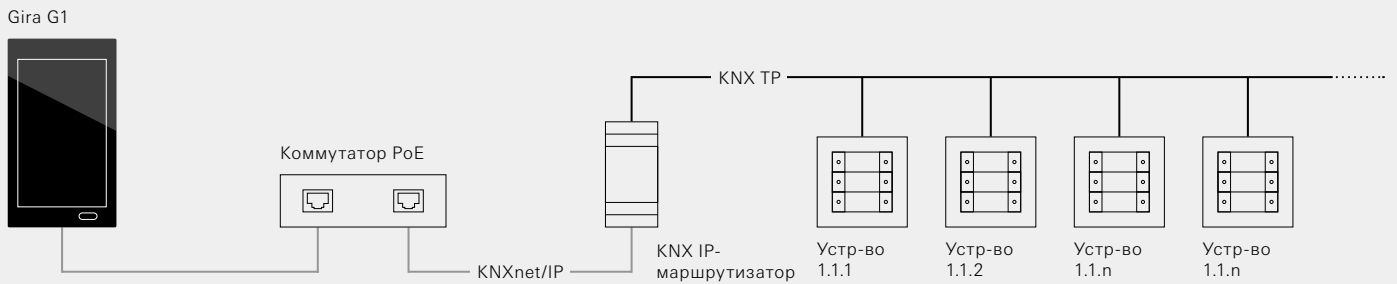 Gira G1
KNX TP
Коммутатор PoE
KNXnet/IP
KNX IP-
маршрутизатор
Устр-во
1.1.1
Устр-во
1.1.2
Устр-во
1.1.n
Устр-во
1.1.n